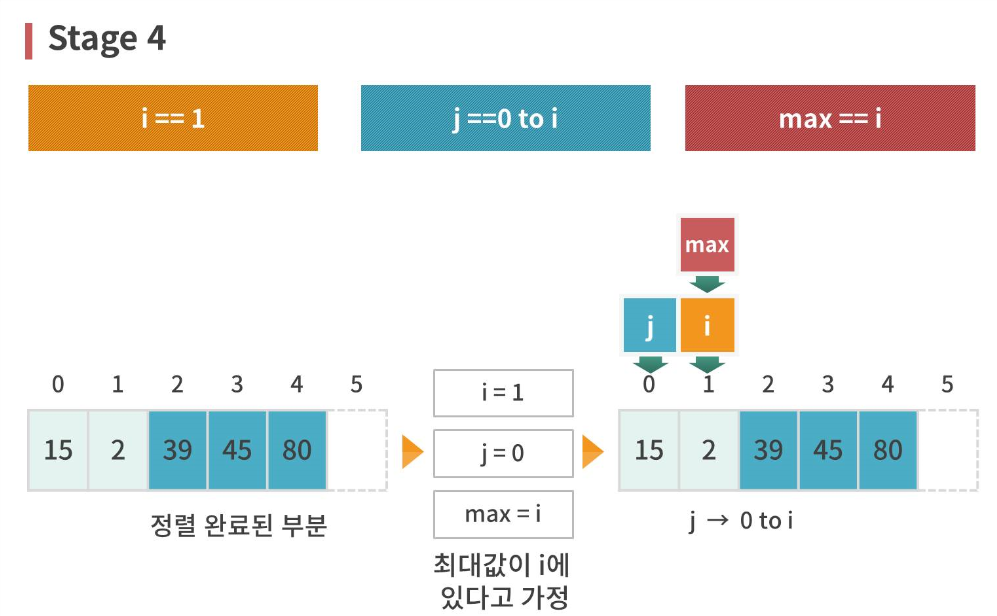 Stage 4
i == 1
j ==0 to i
max == i
max
j i
0 1 2 3 4 5
15 2 39 45 80
정렬 완료된 부분
i = 1
j = 0
max = i
최대값이 i에
있다고 가정
0 1 2 3 4 5
15 2 39 45 80
j → 0 to i